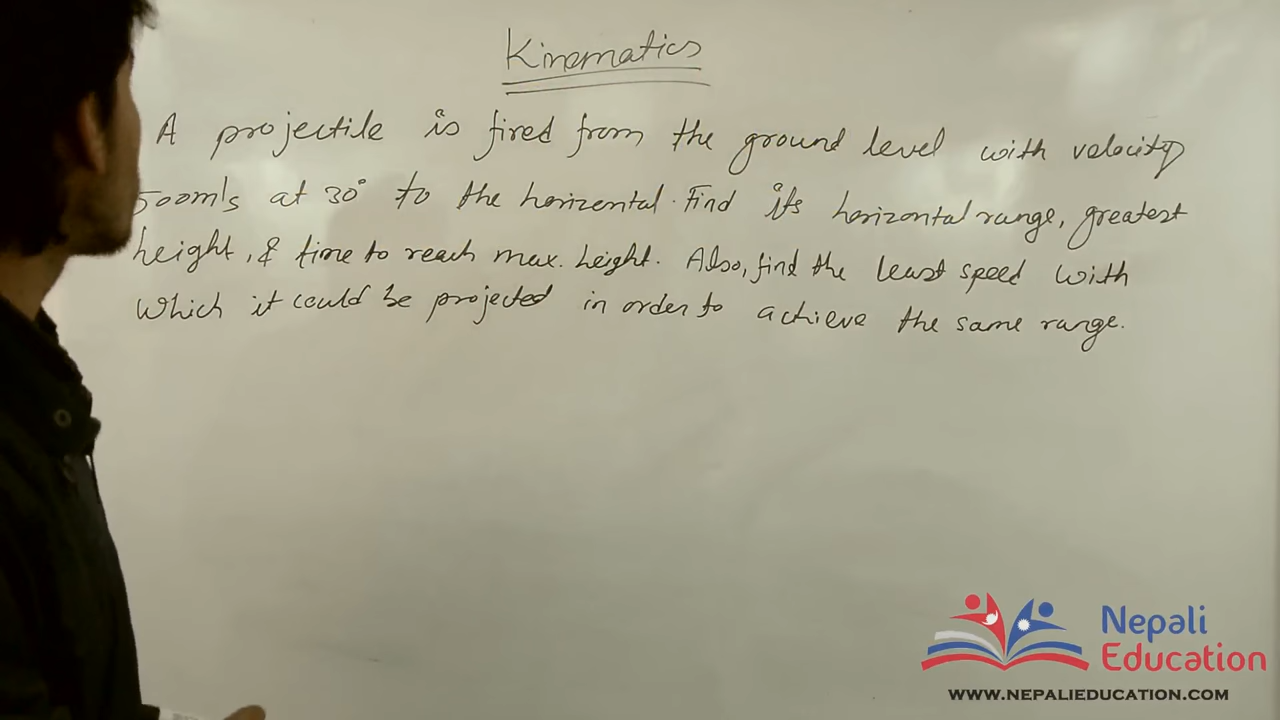 Kinematics
A projectile is fired from the ground level with velocity
500m/s at 30° to the horizental. Find its horizontal range, greatest
height, & time to reach max. height. Also, find the least speed with
which it could be projected in order to achieve the same range.
Nepali
Education
WWW.NEPALIEDUCATION.COM